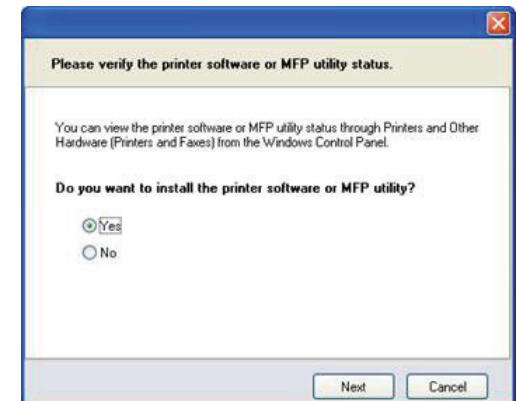 Please verify the printer software or MFP utility status.
You can view the printer software or MFP utility status through Printers and Other
Hardware (Printers and Faxes) from the Windows Control Panel.
Do you want to install the printer software or MFP utility?
Yes
No
Next Cancel